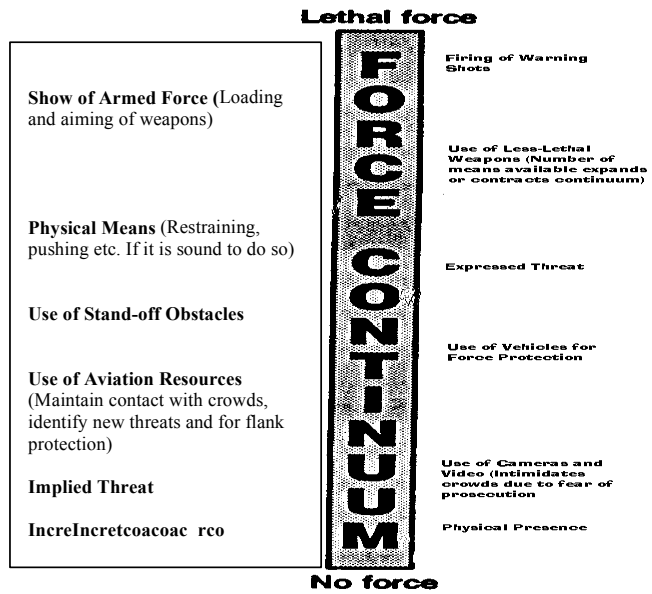 Lethal force
Show of Armed Force (Loading
and aiming of weapons)
Physical Means (Restraining,
pushing etc. If it is sound to do so)
Use of Stand-off Obstacles
Use of Aviation Resources
(Maintain contact with crowds,
identify new threats and for flank
protection)
Implied Threat
IncreIncretcoacoac rco
FORCE CONTINUUM
Firing of Warning
Shots
Use of Less-Lethal
Weapons (Number of
means available expands
or contracts continuum)
Expressed Threat
Use of Vehicles for
Force Protection
Use of Cameras and
Video (Intimidates
crowds due to fear of
prosecution
Physical Presence
No force